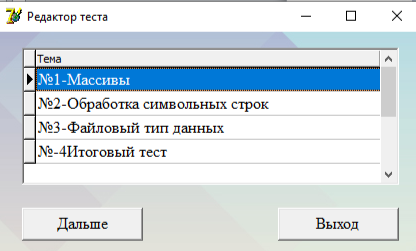 Редактор теста
Тема
№1-Массивы
№2-Обработка символьных строк
№3-Файловый тип данных
№-4Итоговый тест
Дальше
Выход